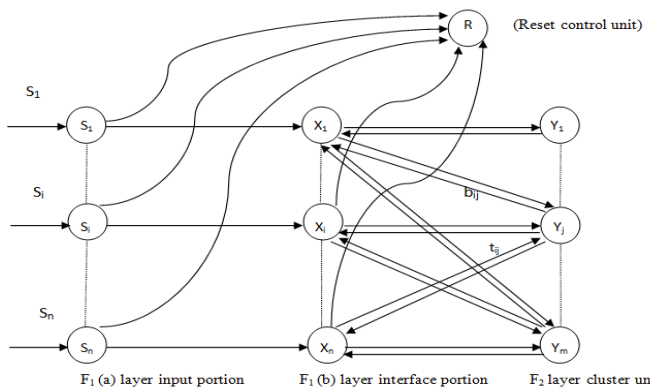 R (Reset control unit)
S₁
S₁ X₁ Y₁
bᵢⱼ
Sᵢ
Sᵢ Xᵢ Yⱼ
tᵢⱼ
Sₙ
Sₙ Xₙ Yₘ
F₁ (a) layer input portion F₁ (b) layer interface portion F₂ layer cluster un